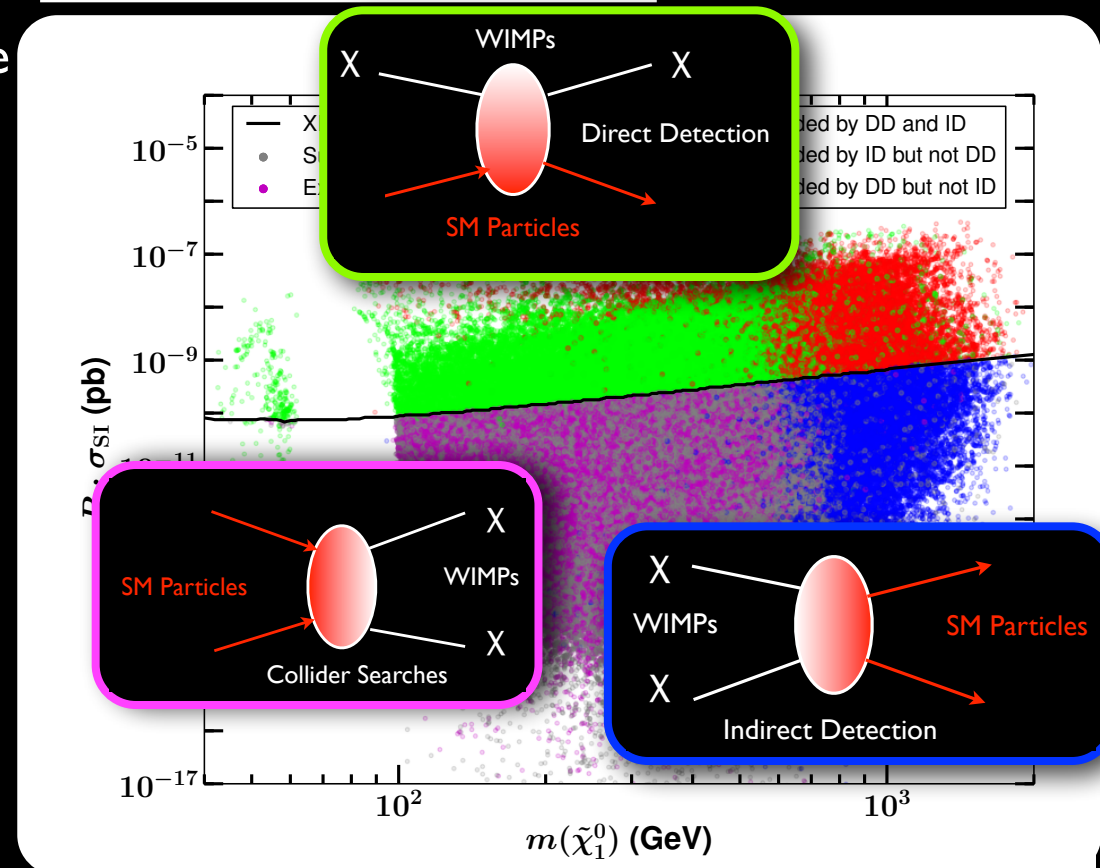 e
WIMPs
X X
Direct Detection
SM Particles
ded by DD and ID
ded by ID but not DD
ded by DD but not ID
10⁻⁵
10⁻⁷
10⁻⁹
σ_SI (pb)
SM Particles
X
WIMPs
X
Collider Searches
X
WIMPs
X
SM Particles
Indirect Detection
10⁻¹⁷
10² 10³
m(χ̃₁⁰) (GeV)